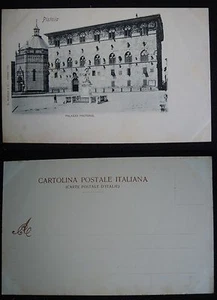 Pistoia
PALAZZO PRETORIO
CARTOLINA POSTALE ITALIANA
(CARTE POSTALE D'ITALIE)